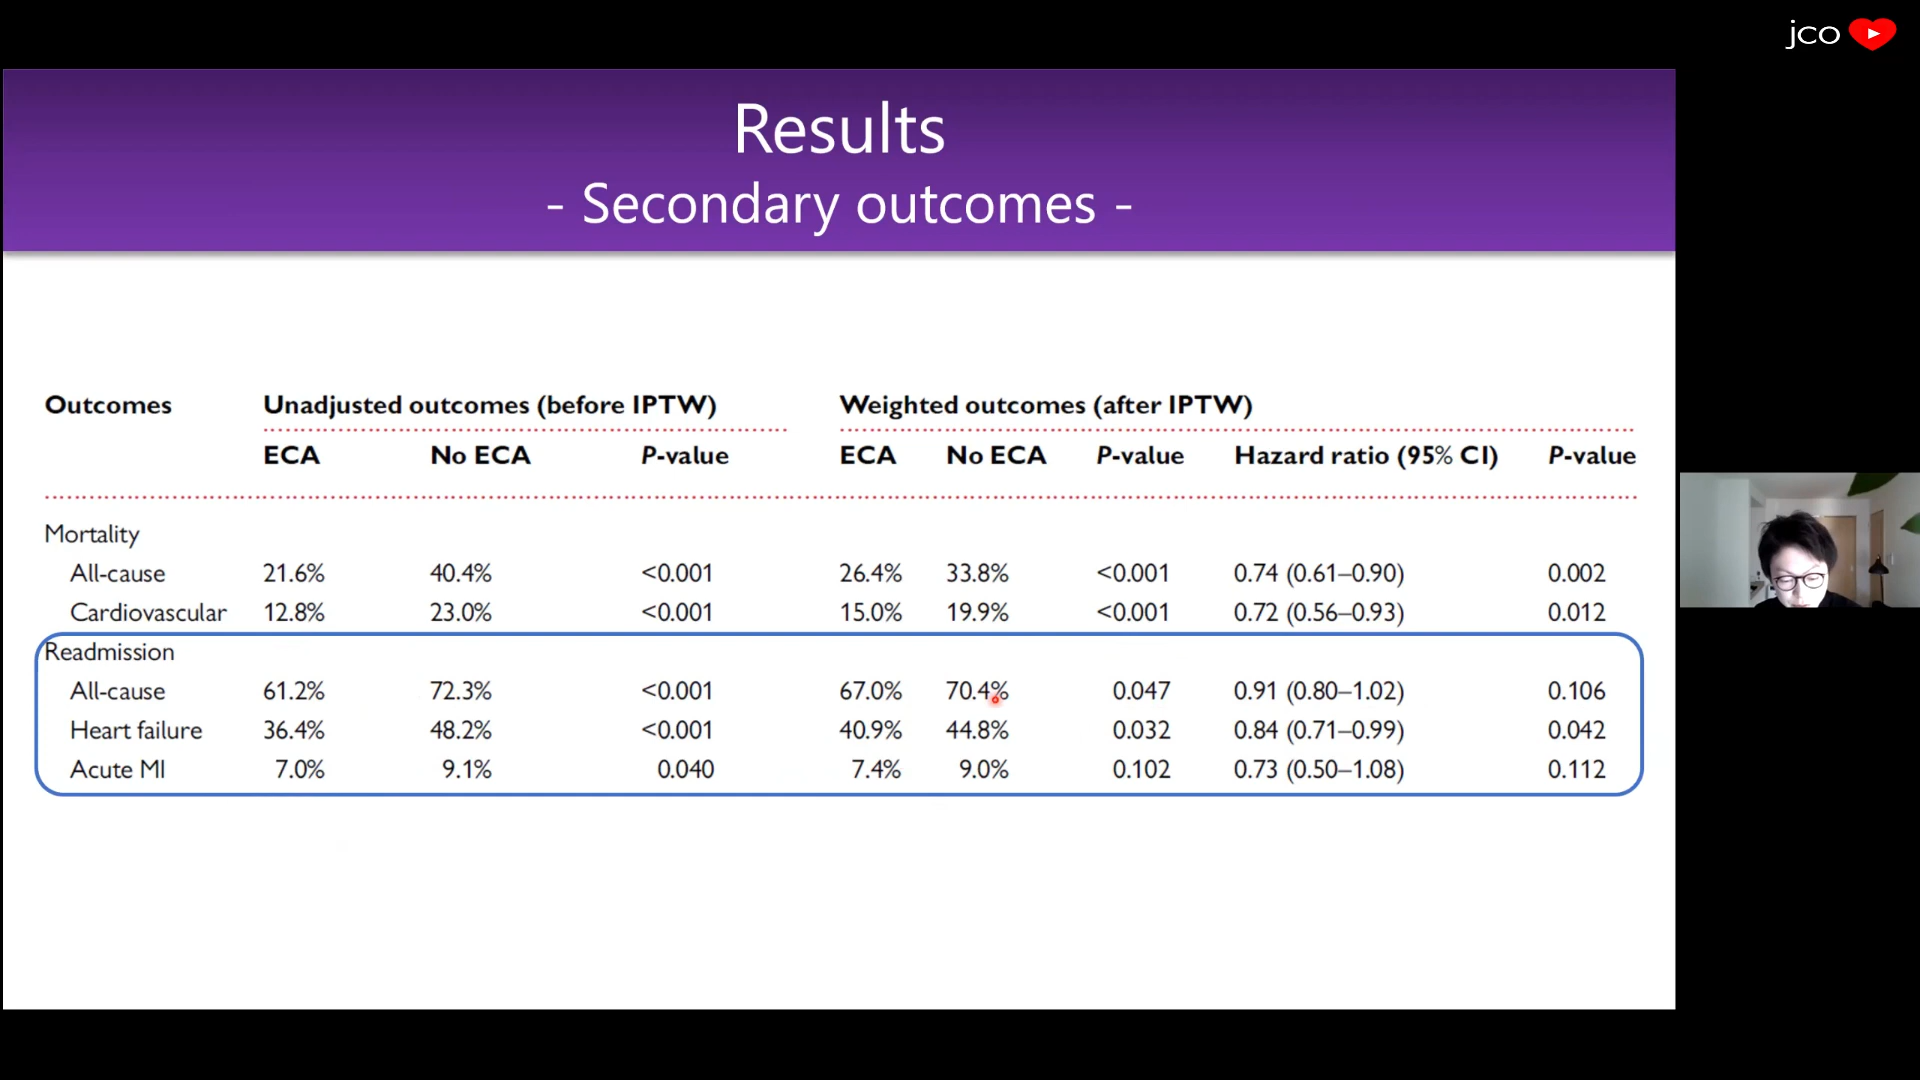 jco
Results
- Secondary outcomes -
Outcomes Unadjusted outcomes (before IPTW) Weighted outcomes (after IPTW)
ECA No ECA P-value ECA No ECA P-value Hazard ratio (95% CI) P-value
Mortality
All-cause 21.6% 40.4% <0.001 26.4% 33.8% <0.001 0.74 (0.61–0.90) 0.002
Cardiovascular 12.8% 23.0% <0.001 15.0% 19.9% <0.001 0.72 (0.56–0.93) 0.012
Readmission
All-cause 61.2% 72.3% <0.001 67.0% 70.4% 0.047 0.91 (0.80–1.02) 0.106
Heart failure 36.4% 48.2% <0.001 40.9% 44.8% 0.032 0.84 (0.71–0.99) 0.042
Acute MI 7.0% 9.1% 0.040 7.4% 9.0% 0.102 0.73 (0.50–1.08) 0.112